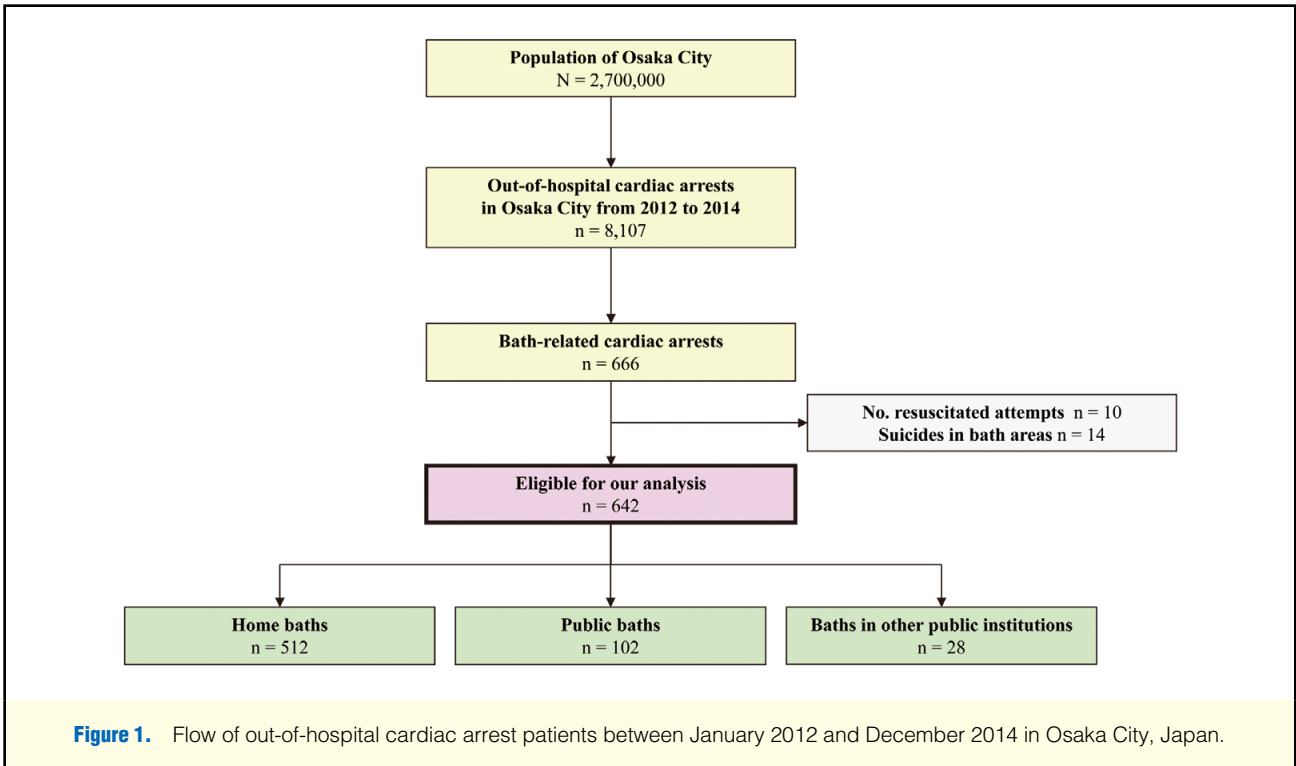 Population of Osaka City
N = 2,700,000
Out-of-hospital cardiac arrests
in Osaka City from 2012 to 2014
n = 8,107
Bath-related cardiac arrests
n = 666
No. resuscitated attempts n = 10
Suicides in bath areas n = 14
Eligible for our analysis
n = 642
Home baths
n = 512
Public baths
n = 102
Baths in other public institutions
n = 28
Figure 1. Flow of out-of-hospital cardiac arrest patients between January 2012 and December 2014 in Osaka City, Japan.